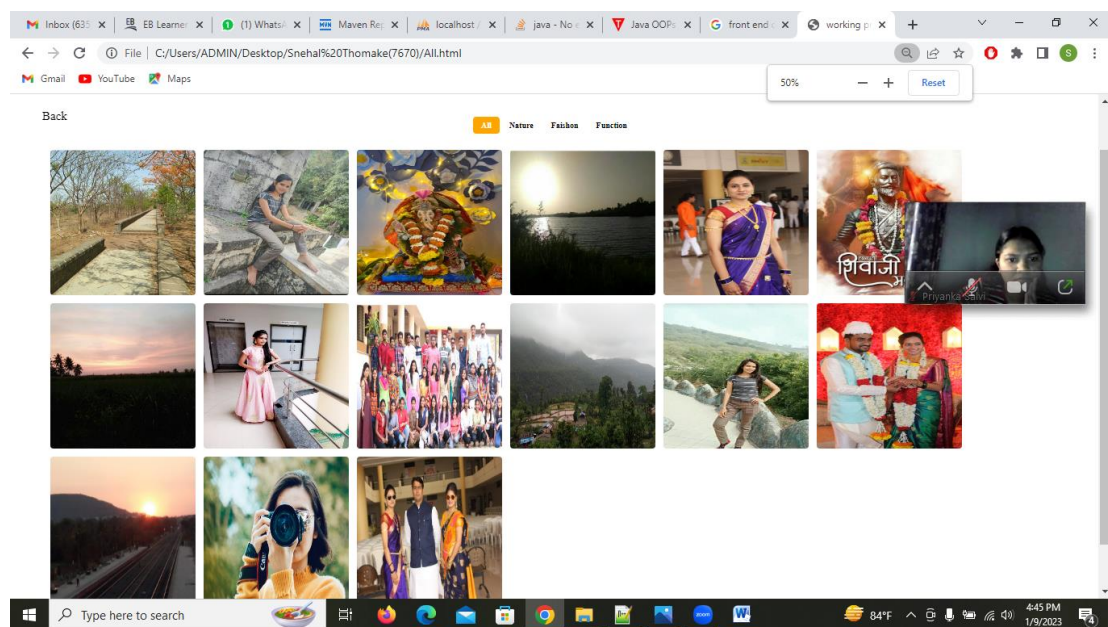 Inbox (635
EB Learner
(1) WhatsA
Maven Rep
localhost /
java - No e
Java OOPs
front end d
working.p
File
C:/Users/ADMIN/Desktop/Snehal%20Thomake(7670)/All.html
Gmail
YouTube
Maps
50%
Reset
Back
All
Nature
Faishon
Function
शिवाजी
Priyanka Salvi
Type here to search
84°F
4:45 PM
1/9/2023